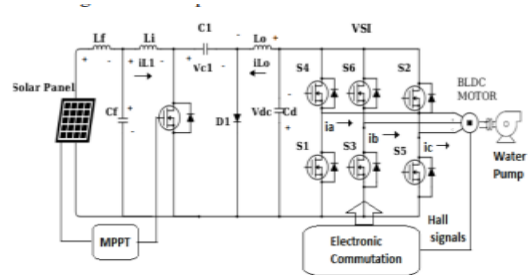 Lf
Li
C1
Lo
VSI
iL1
Vc1
iLo
S4
S6
S2
Solar Panel
Cf
D1
Vdc
Cd
BLDC
MOTOR
ia
ib
ic
S1
S3
S5
Water
Pump
MPPT
Electronic
Commutation
Hall
signals